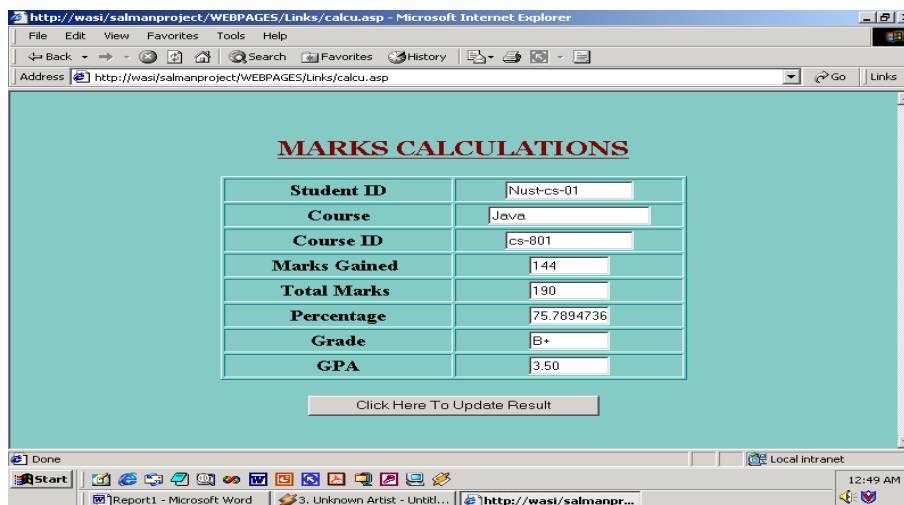 http://wasi/salmanproject/WEBPAGES/Links/calcu.asp - Microsoft Internet Explorer
File Edit View Favorites Tools Help
Back Search Favorites History
Address http://wasi/salmanproject/WEBPAGES/Links/calcu.asp Go Links
MARKS CALCULATIONS
Student ID Nust-cs-01
Course Java
Course ID cs-801
Marks Gained 144
Total Marks 190
Percentage 75.7894736
Grade B+
GPA 3.50
Click Here To Update Result
Done Local intranet
Start 12:49 AM
Report1 - Microsoft Word 3. Unknown Artist - Untitl... http://wasi/salmanpr...